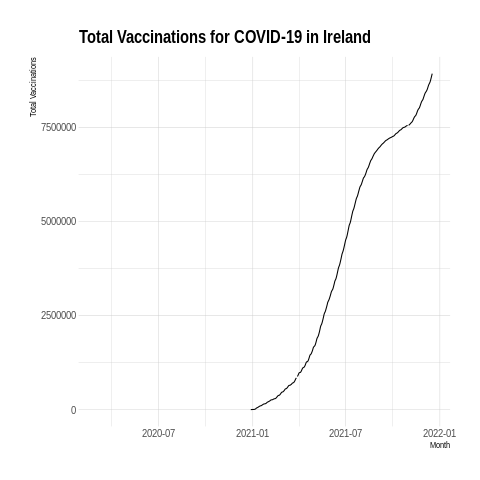 Total Vaccinations for COVID-19 in Ireland
Total Vaccinations
7500000
5000000
2500000
0
2020-07
2021-01
2021-07
2022-01
Month